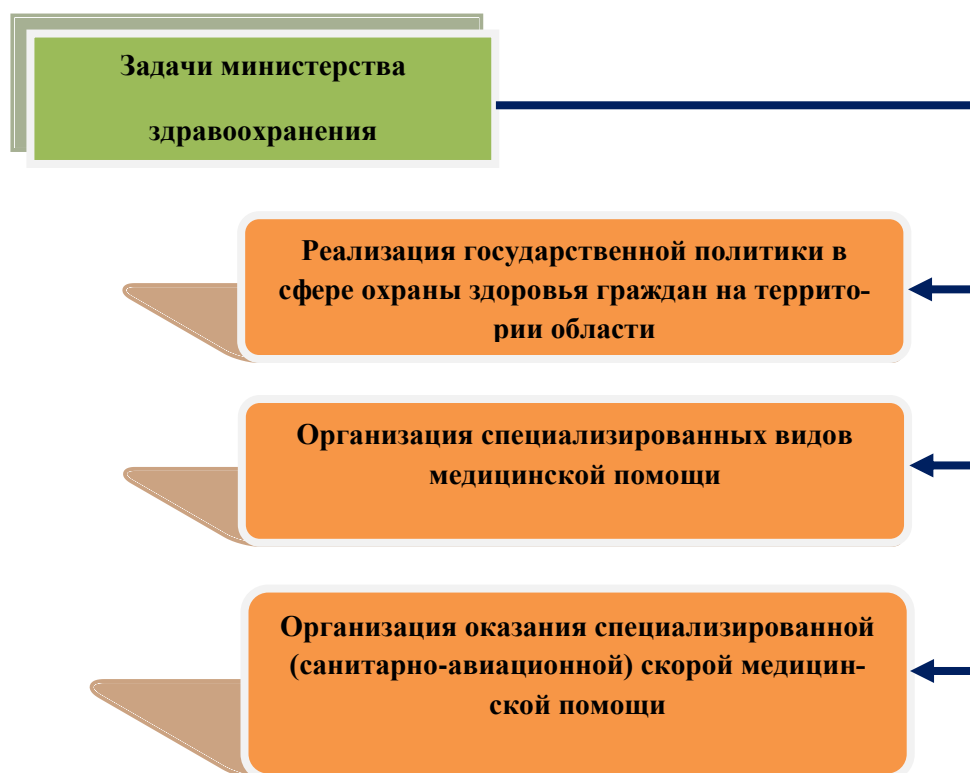 Задачи министерства
здравоохранения
Реализация государственной политики в
сфере охраны здоровья граждан на террито-
рии области
Организация специализированных видов
медицинской помощи
Организация оказания специализированной
(санитарно-авиационной) скорой медицин-
ской помощи